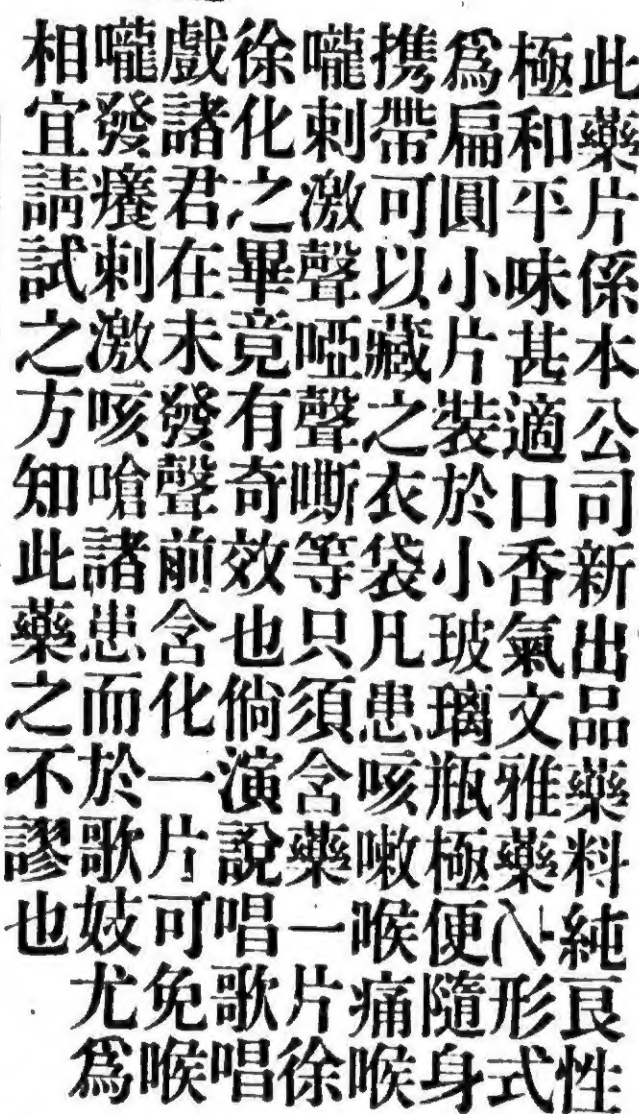 此藥片係本公司新出品藥料純良性
極和平味甚適口香氣文雅藥形式
爲扁圓小片裝於小玻璃瓶極便隨身
携帶可以藏之衣袋凡患咳嗽喉痛喉
嚨刺激聲啞聲嘶等只須含藥一片徐
徐化之畢竟有奇效也倘演說唱歌唱
戲諸君在未發聲前含化一片可免喉
嚨發癢刺激咳嗆諸患而於歌妓尤爲
相宜請試之方知此藥之不謬也